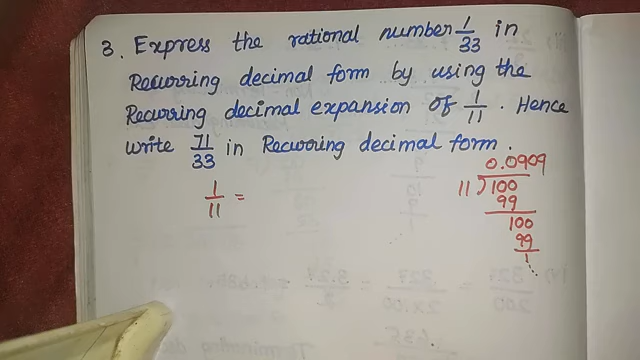 3. Express the rational number 1/33 in
Recurring decimal form by using the
Recurring decimal expansion of 1/11. Hence
write 71/33 in Recurring decimal form.
1/11 =
0.0909
11)100
99
100
99
1...